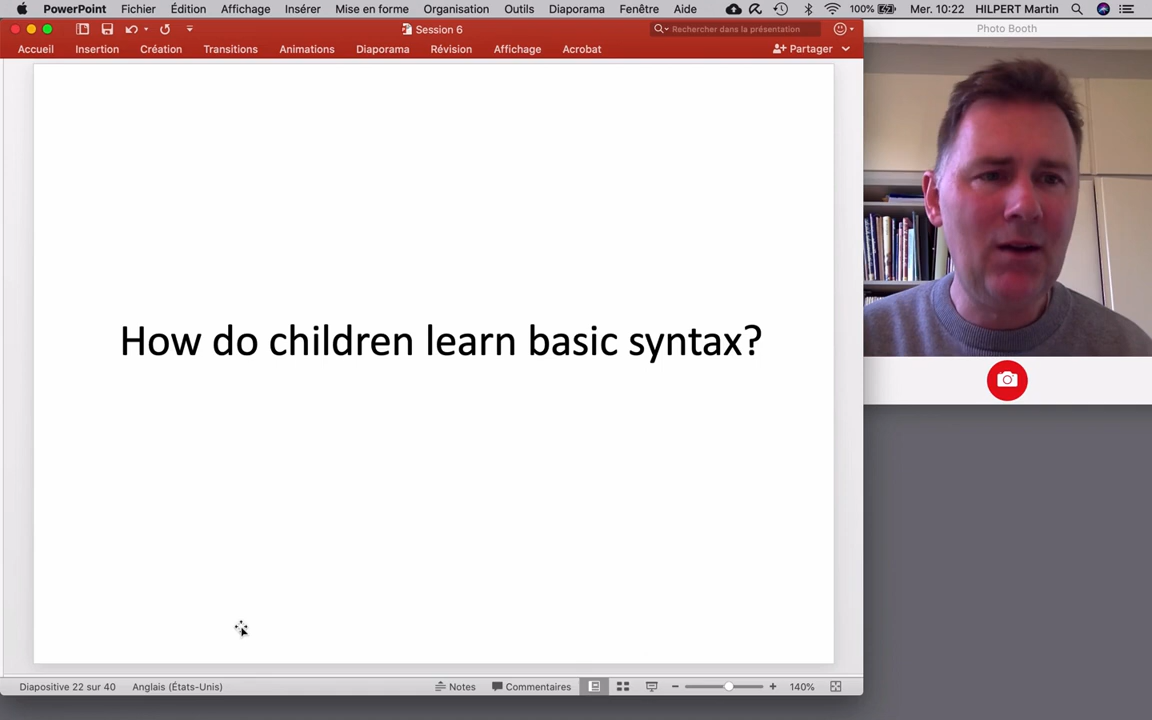 PowerPoint Fichier Édition Affichage Insérer Mise en forme Organisation Outils Diaporama Fenêtre Aide 100% Mer. 10:22 HILPERT Martin
Session 6
Rechercher dans la présentation
Photo Booth
Accueil Insertion Création Transitions Animations Diaporama Révision Affichage Acrobat Partager
How do children learn basic syntax?
Diapositive 22 sur 40 Anglais (États-Unis) Notes Commentaires 140%